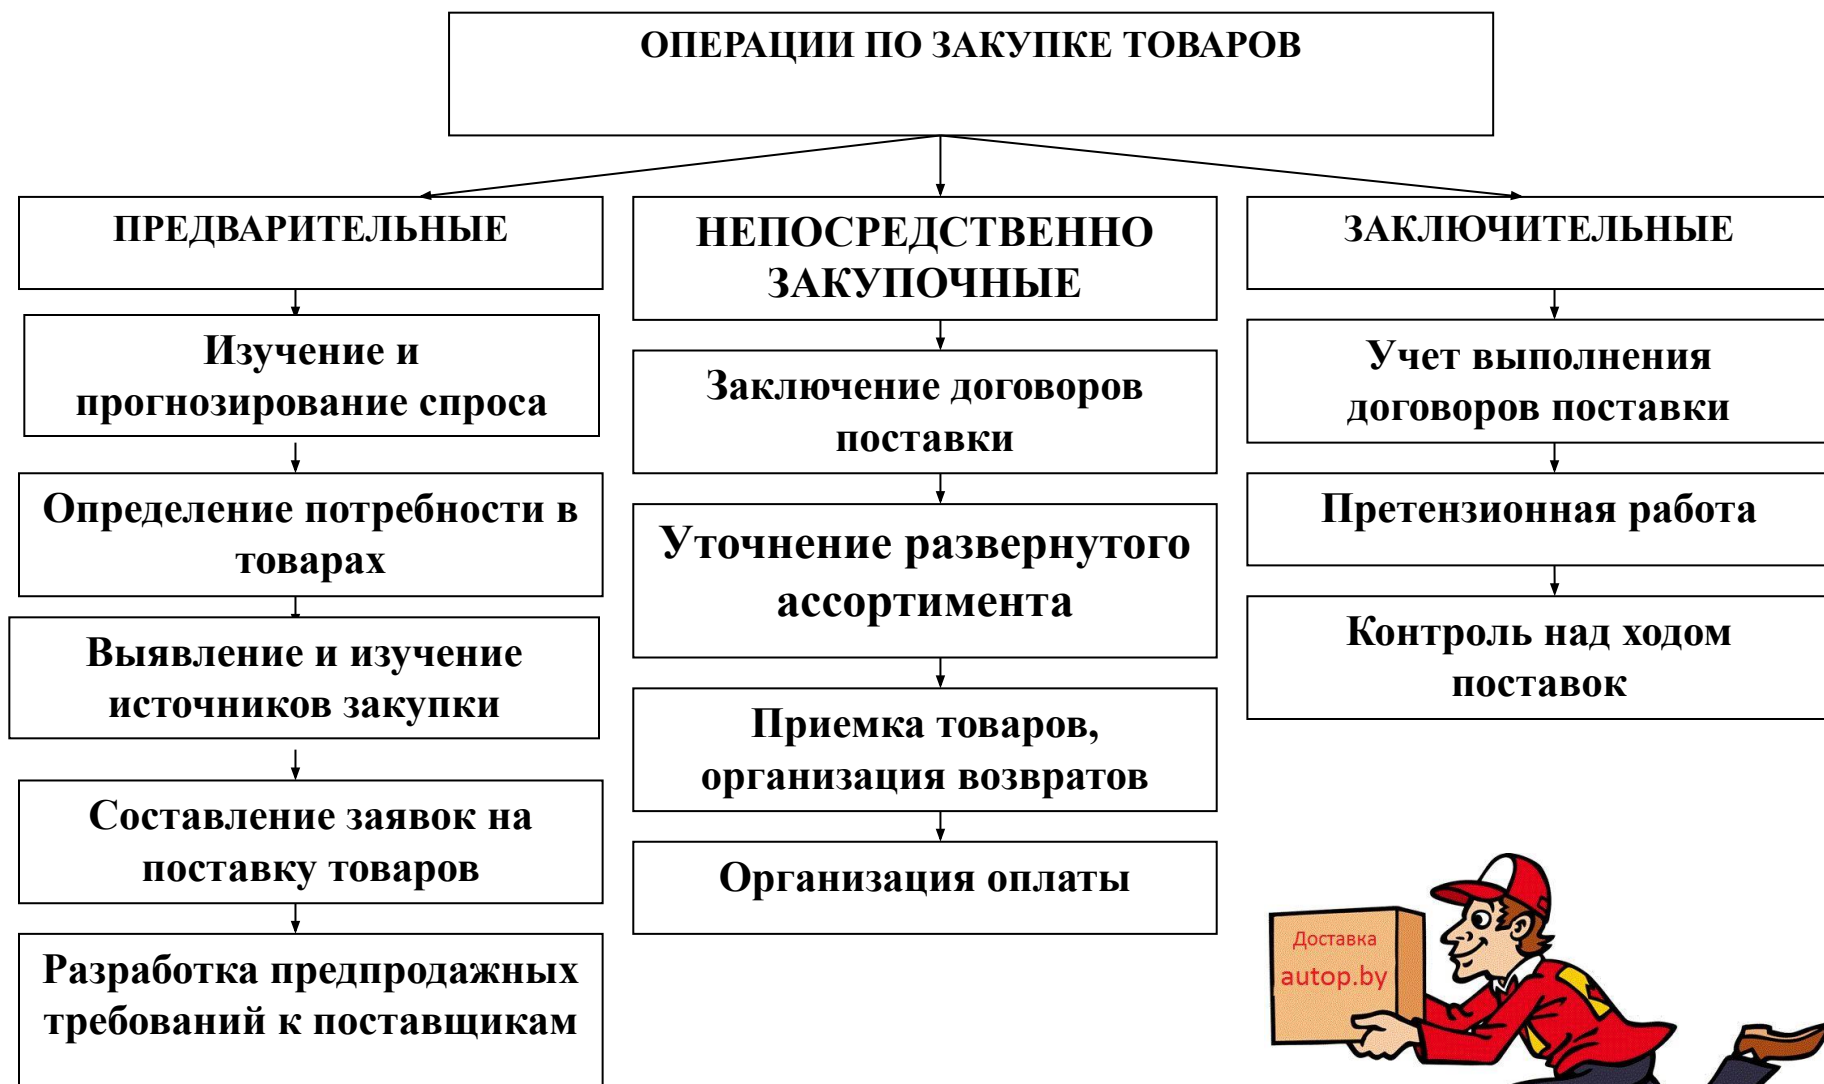 ОПЕРАЦИИ ПО ЗАКУПКЕ ТОВАРОВ
ПРЕДВАРИТЕЛЬНЫЕ
Изучение и
прогнозирование спроса
Определение потребности в
товарах
Выявление и изучение
источников закупки
Составление заявок на
поставку товаров
Разработка предпродажных
требований к поставщикам
НЕПОСРЕДСТВЕННО
ЗАКУПОЧНЫЕ
Заключение договоров
поставки
Уточнение развернутого
ассортимента
Приемка товаров,
организация возвратов
Организация оплаты
ЗАКЛЮЧИТЕЛЬНЫЕ
Учет выполнения
договоров поставки
Претензионная работа
Контроль над ходом
поставок
Доставка
autop.by